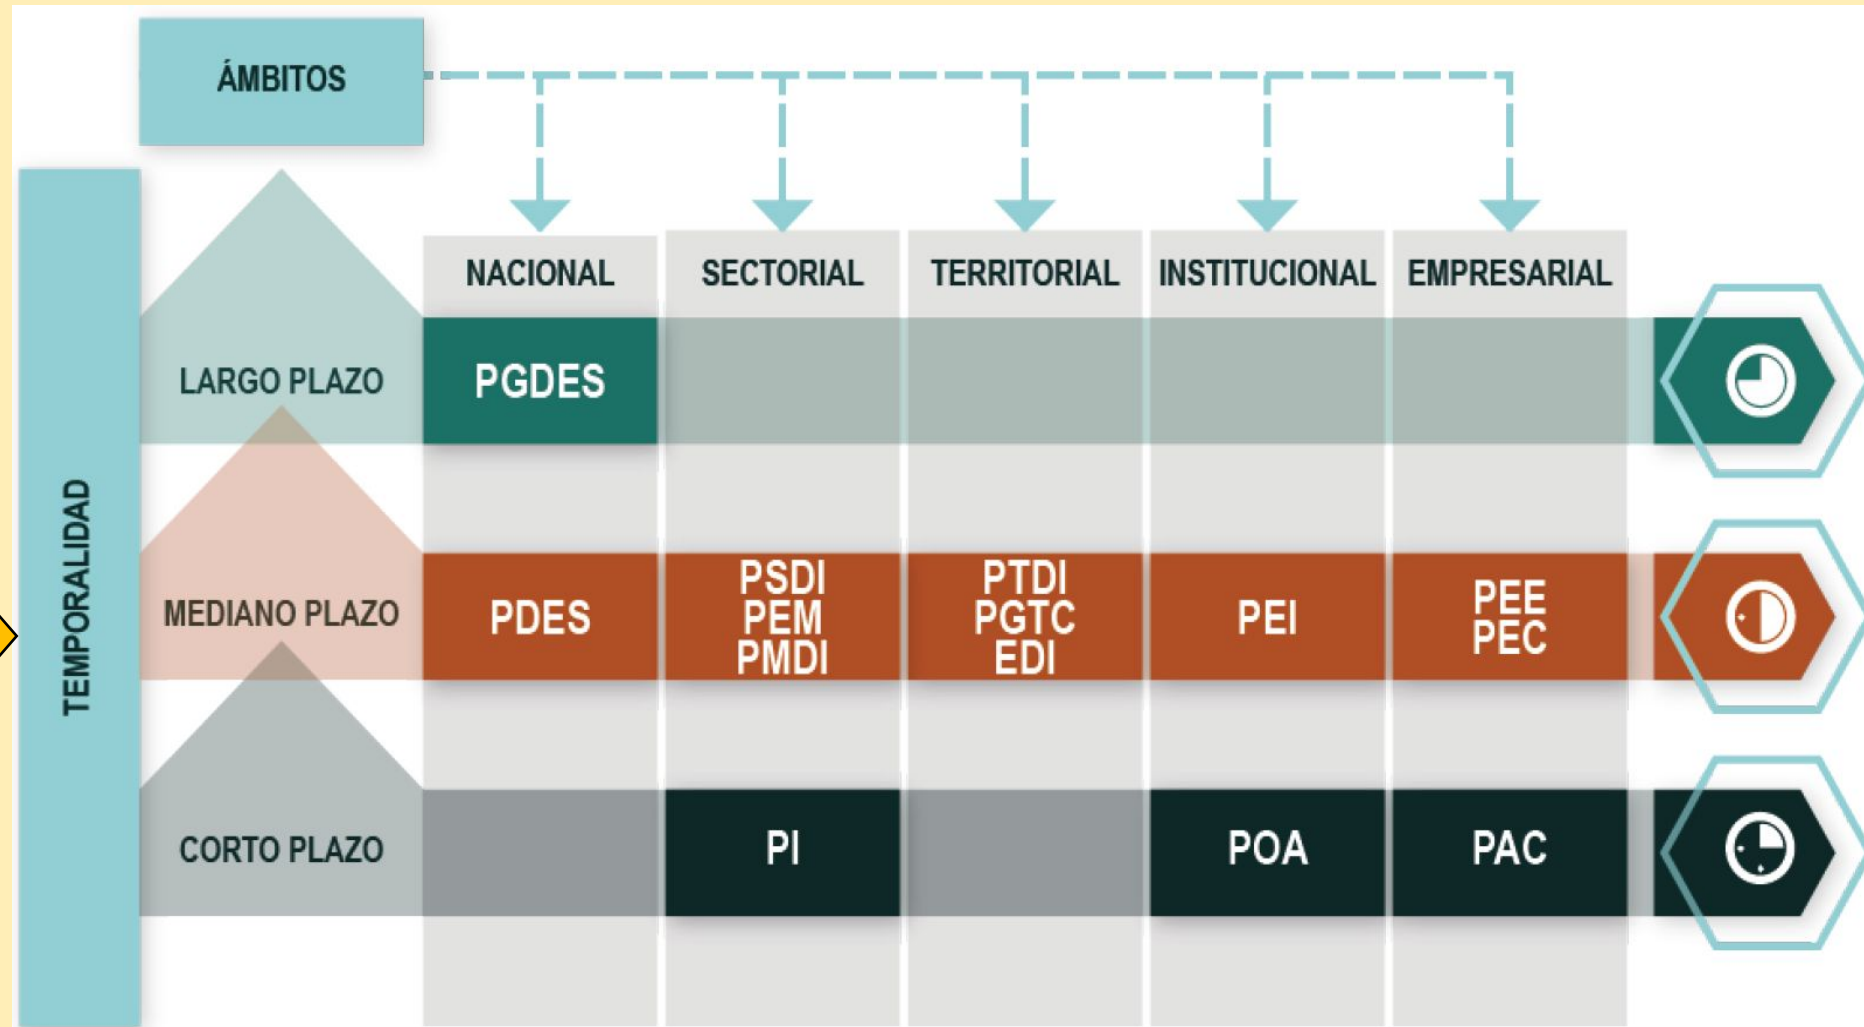 ÁMBITOS
NACIONAL
SECTORIAL
TERRITORIAL
INSTITUCIONAL
EMPRESARIAL
TEMPORALIDAD
LARGO PLAZO
PGDES
MEDIANO PLAZO
PDES
PSDI
PEM
PMDI
PTDI
PGTC
EDI
PEI
PEE
PEC
CORTO PLAZO
PI
POA
PAC